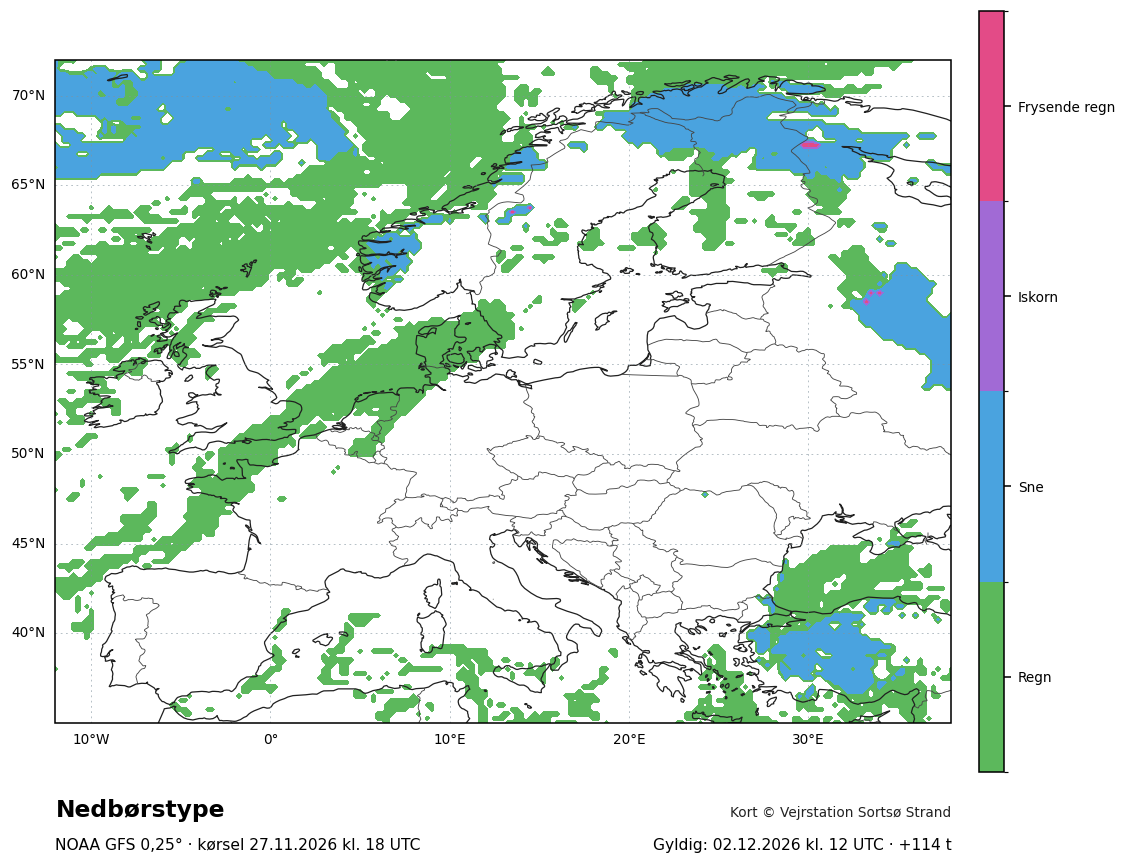 70°N
65°N
60°N
55°N
50°N
45°N
40°N
10°W
0°
10°E
20°E
30°E
Frysende regn
Iskorn
Sne
Regn
Nedbørstype
Kort © Vejrstation Sortsø Strand
NOAA GFS 0,25° · kørsel 27.11.2026 kl. 18 UTC
Gyldig: 02.12.2026 kl. 12 UTC · +114 t